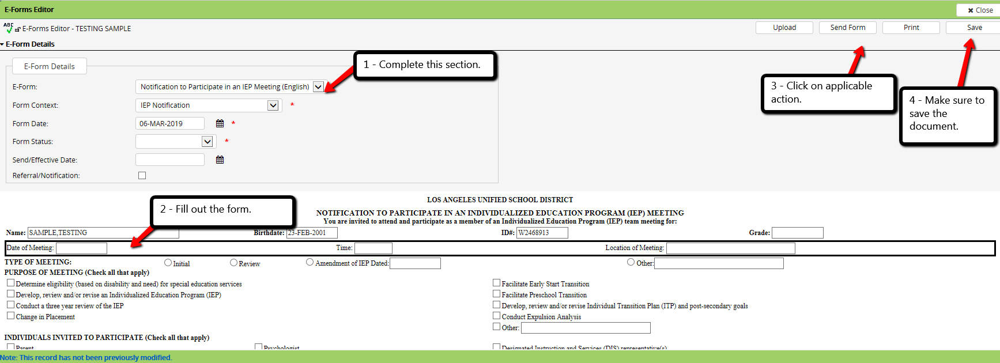 E-Forms Editor
✖ Close
ABC E-Forms Editor - TESTING SAMPLE
Upload Send Form Print Save
E-Form Details
E-Form Details
1 - Complete this section.
E-Form: Notification to Participate in an IEP Meeting (English)
Form Context: IEP Notification *
Form Date: 06-MAR-2019 *
Form Status: *
Send/Effective Date:
Referral/Notification:
3 - Click on applicable
action.
4 - Make sure to
save the
document.
2 - Fill out the form.
LOS ANGELES UNIFIED SCHOOL DISTRICT
NOTIFICATION TO PARTICIPATE IN AN INDIVIDUALIZED EDUCATION PROGRAM (IEP) MEETING
You are invited to attend and participate as a member of an Individualized Education Program (IEP) team meeting for:
Name: SAMPLE,TESTING Birthdate: 23-FEB-2001 ID#: W2468913 Grade:
Date of Meeting: Time: Location of Meeting:
TYPE OF MEETING: Initial Review Amendment of IEP Dated: Other:
PURPOSE OF MEETING (Check all that apply)
Determine eligibility (based on disability and need) for special education services
Develop, review and/or revise an Individualized Education Program (IEP)
Conduct a three year review of the IEP
Change in Placement
Facilitate Early Start Transition
Facilitate Preschool Transition
Develop, review and/or revise Individual Transition Plan (ITP) and post-secondary goals
Conduct Expulsion Analysis
Other:
INDIVIDUALS INVITED TO PARTICIPATE (Check all that apply)
Parent Psychologist Designated Instruction and Services (DIS) representative(s)
Note: This record has not been previously modified.